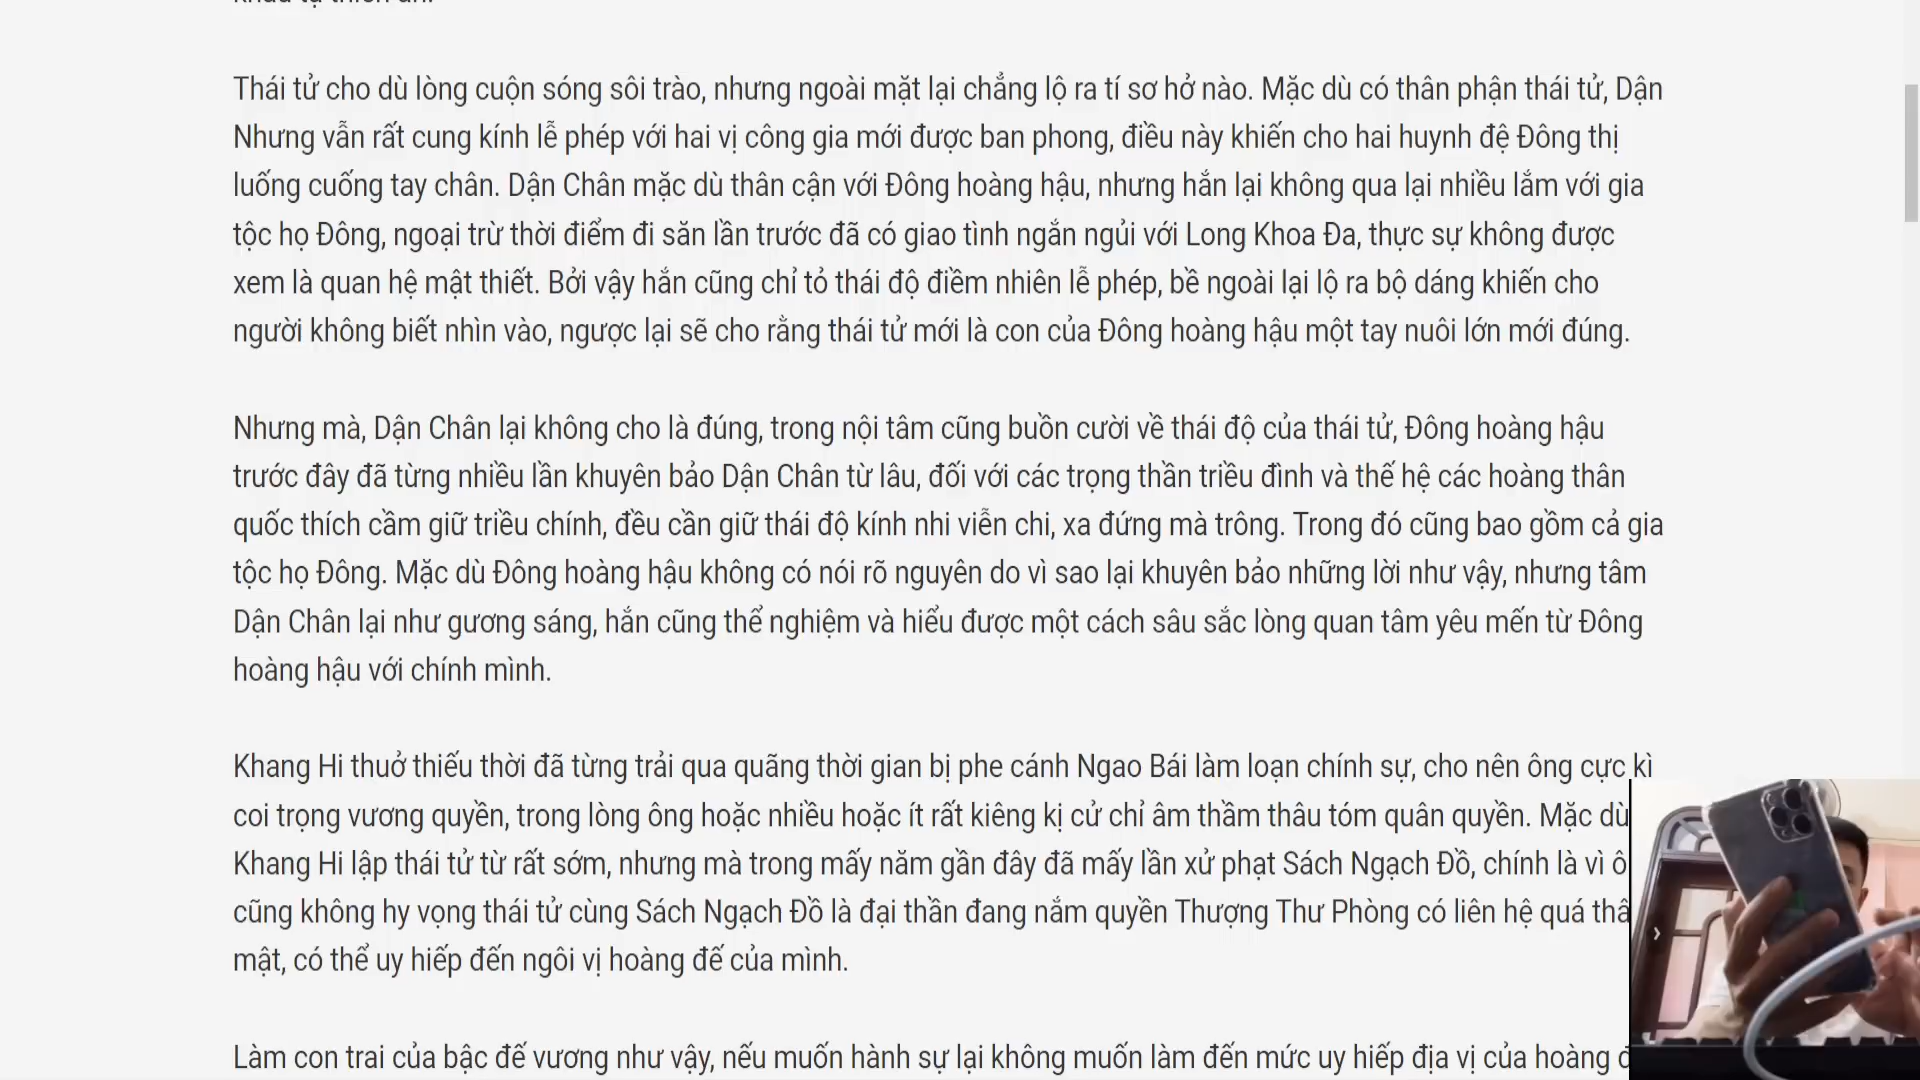 Thái tử cho dù lòng cuộn sóng sôi trào, nhưng ngoài mặt lại chẳng lộ ra tí sơ hở nào. Mặc dù có thân phận thái tử, Dận
Nhưng vẫn rất cung kính lễ phép với hai vị công gia mới được ban phong, điều này khiến cho hai huynh đệ Đông thị
luống cuống tay chân. Dận Chân mặc dù thân cận với Đông hoàng hậu, nhưng hắn lại không qua lại nhiều lắm với gia
tộc họ Đông, ngoại trừ thời điểm đi săn lần trước đã có giao tình ngắn ngủi với Long Khoa Đa, thực sự không được
xem là quan hệ mật thiết. Bởi vậy hắn cũng chỉ tỏ thái độ điềm nhiên lễ phép, bề ngoài lại lộ ra bộ dáng khiến cho
người không biết nhìn vào, ngược lại sẽ cho rằng thái tử mới là con của Đông hoàng hậu một tay nuôi lớn mới đúng.
Nhưng mà, Dận Chân lại không cho là đúng, trong nội tâm cũng buồn cười về thái độ của thái tử, Đông hoàng hậu
trước đây đã từng nhiều lần khuyên bảo Dận Chân từ lâu, đối với các trọng thần triều đình và thế hệ các hoàng thân
quốc thích cầm giữ triều chính, đều cần giữ thái độ kính nhi viễn chi, xa đứng mà trông. Trong đó cũng bao gồm cả gia
tộc họ Đông. Mặc dù Đông hoàng hậu không có nói rõ nguyên do vì sao lại khuyên bảo những lời như vậy, nhưng tâm
Dận Chân lại như gương sáng, hắn cũng thể nghiệm và hiểu được một cách sâu sắc lòng quan tâm yêu mến từ Đông
hoàng hậu với chính mình.
Khang Hi thuở thiếu thời đã từng trải qua quãng thời gian bị phe cánh Ngao Bái làm loạn chính sự, cho nên ông cực kì
coi trọng vương quyền, trong lòng ông hoặc nhiều hoặc ít rất kiêng kị cử chỉ âm thầm thâu tóm quân quyền. Mặc dù
Khang Hi lập thái tử từ rất sớm, nhưng mà trong mấy năm gần đây đã mấy lần xử phạt Sách Ngạch Đồ, chính là vì
cũng không hy vọng thái tử cùng Sách Ngạch Đồ là đại thần đang nắm quyền Thượng Thư Phòng có liên hệ quá
mật, có thể uy hiếp đến ngôi vị hoàng đế của mình.
Làm con trai của bậc đế vương như vậy, nếu muốn hành sự lại không muốn làm đến mức uy hiếp địa vị của hoàng